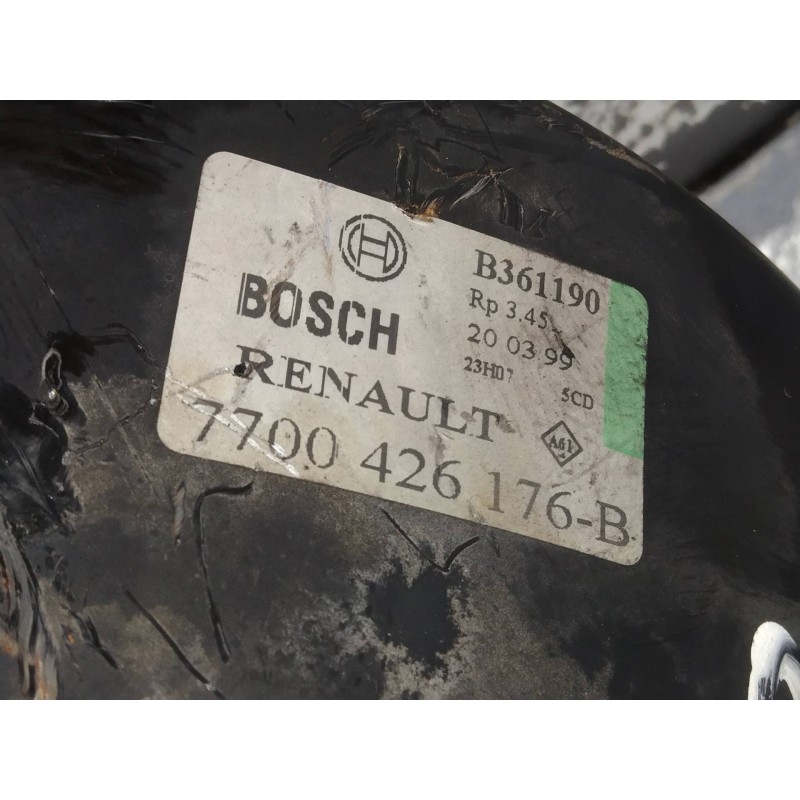 B361190
BOSCH
Rp 3.45
20 03 99
23H07 5CD
RENAULT
A61
7700 426 176-B